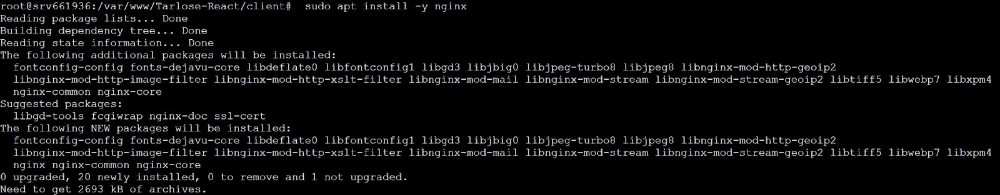 root@srv661936:/var/www/Tarlose-React/client#  sudo apt install -y nginx
Reading package lists... Done
Building dependency tree... Done
Reading state information... Done
The following additional packages will be installed:
  fontconfig-config fonts-dejavu-core libdeflate0 libfontconfig1 libgd3 libjbig0 libjpeg-turbo8 libjpeg8 libnginx-mod-http-geoip2
  libnginx-mod-http-image-filter libnginx-mod-http-xslt-filter libnginx-mod-mail libnginx-mod-stream libnginx-mod-stream-geoip2 libtiff5 libwebp7 libxpm4
  nginx-common nginx-core
Suggested packages:
  libgd-tools fcgiwrap nginx-doc ssl-cert
The following NEW packages will be installed:
  fontconfig-config fonts-dejavu-core libdeflate0 libfontconfig1 libgd3 libjbig0 libjpeg-turbo8 libjpeg8 libnginx-mod-http-geoip2
  libnginx-mod-http-image-filter libnginx-mod-http-xslt-filter libnginx-mod-mail libnginx-mod-stream libnginx-mod-stream-geoip2 libtiff5 libwebp7 libxpm4
  nginx nginx-common nginx-core
0 upgraded, 20 newly installed, 0 to remove and 1 not upgraded.
Need to get 2693 kB of archives.